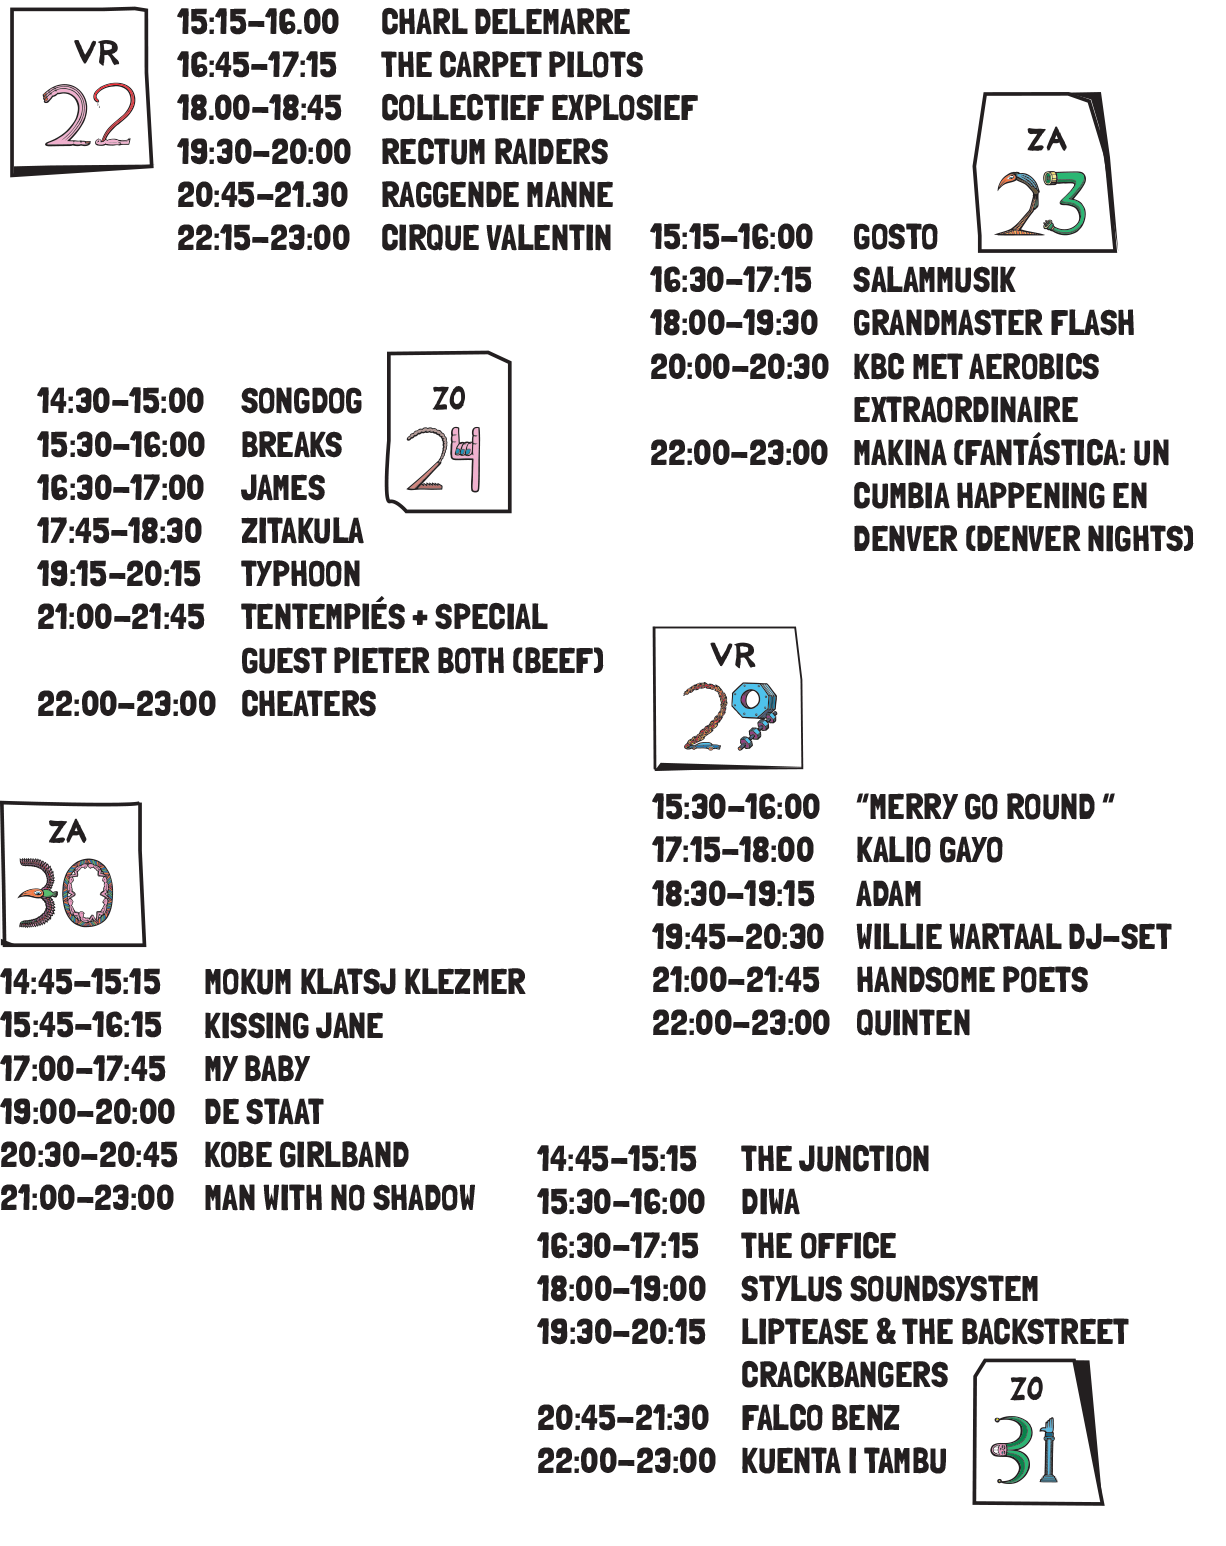 VR
22
15:15-16.00 CHARL DELEMARRE
16:45-17:15 THE CARPET PILOTS
18.00-18:45 COLLECTIEF EXPLOSIEF
19:30-20:00 RECTUM RAIDERS
20:45-21.30 RAGGENDE MANNE
22:15-23:00 CIRQUE VALENTIN
ZA
23
15:15-16:00 GOSTO
16:30-17:15 SALAMMUSIK
18:00-19:30 GRANDMASTER FLASH
20:00-20:30 KBC MET AEROBICS
EXTRAORDINAIRE
22:00-23:00 MAKINA (FANTÁSTICA: UN
CUMBIA HAPPENING EN
DENVER (DENVER NIGHTS)
ZO
24
14:30-15:00 SONGDOG
15:30-16:00 BREAKS
16:30-17:00 JAMES
17:45-18:30 ZITAKULA
19:15-20:15 TYPHOON
21:00-21:45 TENTEMPIÉS + SPECIAL
GUEST PIETER BOTH (BEEF)
22:00-23:00 CHEATERS
VR
29
15:30-16:00 "MERRY GO ROUND "
17:15-18:00 KALIO GAYO
18:30-19:15 ADAM
19:45-20:30 WILLIE WARTAAL DJ-SET
21:00-21:45 HANDSOME POETS
22:00-23:00 QUINTEN
ZA
30
14:45-15:15 MOKUM KLATSJ KLEZMER
15:45-16:15 KISSING JANE
17:00-17:45 MY BABY
19:00-20:00 DE STAAT
20:30-20:45 KOBE GIRLBAND
21:00-23:00 MAN WITH NO SHADOW
14:45-15:15 THE JUNCTION
15:30-16:00 DIWA
16:30-17:15 THE OFFICE
18:00-19:00 STYLUS SOUNDSYSTEM
19:30-20:15 LIPTEASE & THE BACKSTREET
CRACKBANGERS
20:45-21:30 FALCO BENZ
22:00-23:00 KUENTA I TAMBU
ZO
31